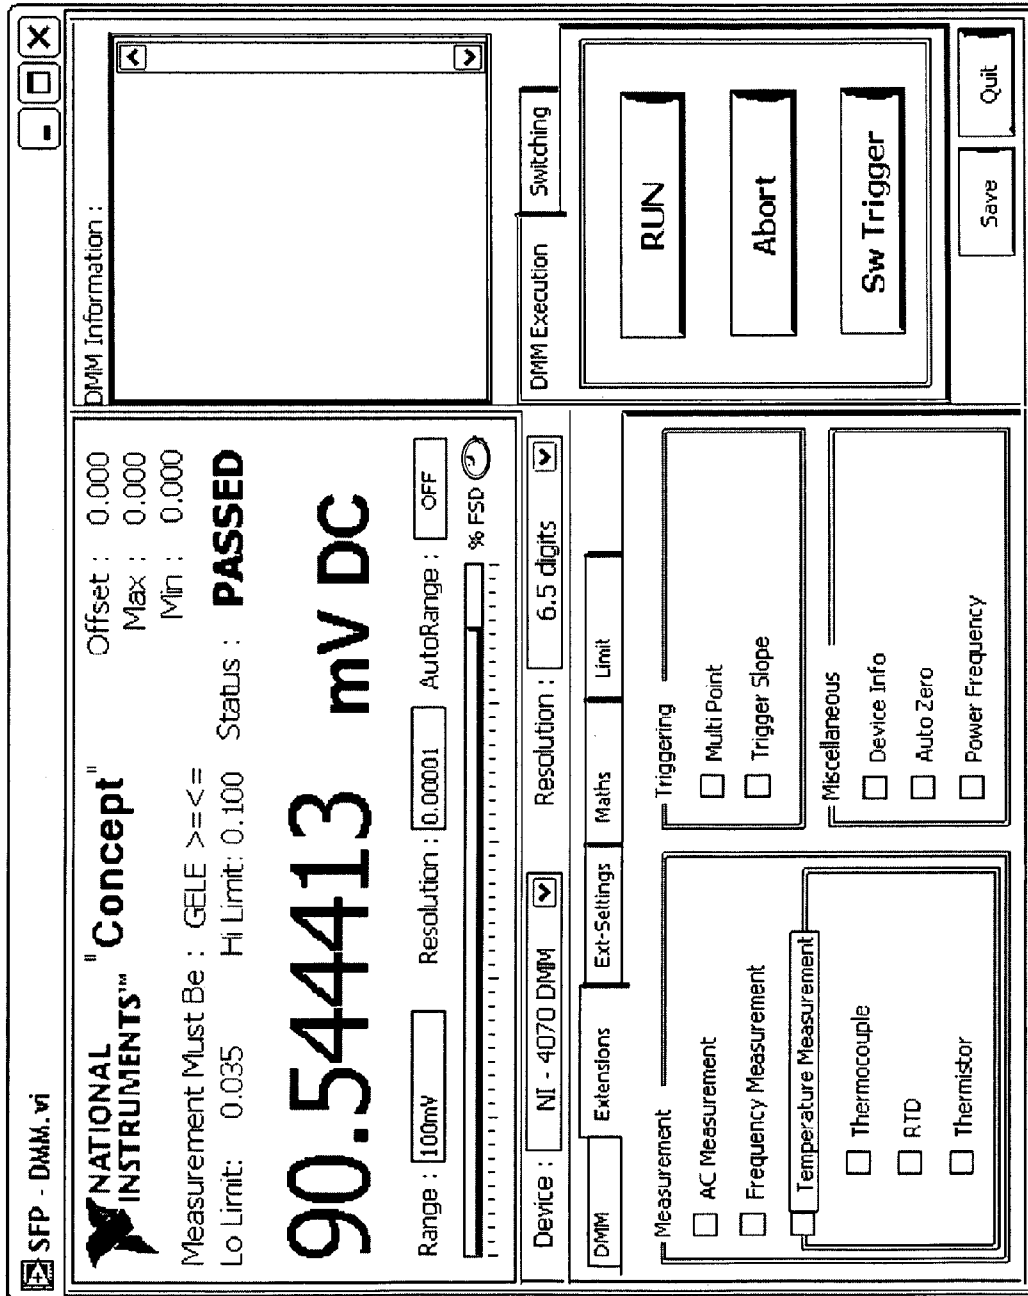 SFP - DMM.vi
NATIONAL
INSTRUMENTS™
"Concept"
Offset : 0.000
Max : 0.000
Min : 0.000
Measurement Must Be : GELE >=<=
Lo Limit: 0.035 Hi Limit: 0.100 Status : PASSED
90.54413 mV DC
Range : 100mV Resolution : 0.00001 AutoRange : OFF
% FSD
Device : NI - 4070 DMM Resolution : 6.5 digits
DMM Extensions Ext-Settings Maths Limit
Measurement
AC Measurement
Frequency Measurement
Temperature Measurement
Thermocouple
RTD
Thermistor
Triggering
Multi Point
Trigger Slope
Miscellaneous
Device Info
Auto Zero
Power Frequency
DMM Information :
DMM Execution Switching
RUN
Abort
Sw Trigger
Save Quit